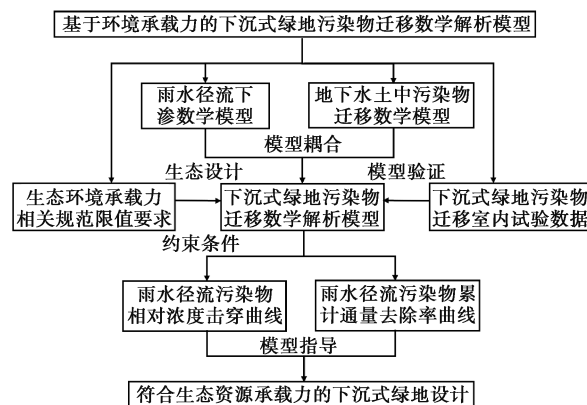 基于环境承载力的下沉式绿地污染物迁移数学解析模型
雨水径流下
渗数学模型
地下水土中污染物
迁移数学模型
模型耦合
生态设计
模型验证
生态环境承载力
相关规范限值要求
下沉式绿地污染物
迁移数学解析模型
下沉式绿地污染物
迁移室内试验数据
约束条件
雨水径流污染物
相对浓度击穿曲线
雨水径流污染物累
计通量去除率曲线
模型指导
符合生态资源承载力的下沉式绿地设计